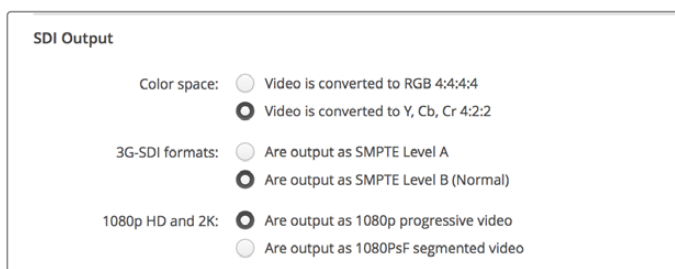 SDI Output
Color space: Video is converted to RGB 4:4:4:4
Video is converted to Y, Cb, Cr 4:2:2
3G-SDI formats: Are output as SMPTE Level A
Are output as SMPTE Level B (Normal)
1080p HD and 2K: Are output as 1080p progressive video
Are output as 1080PsF segmented video